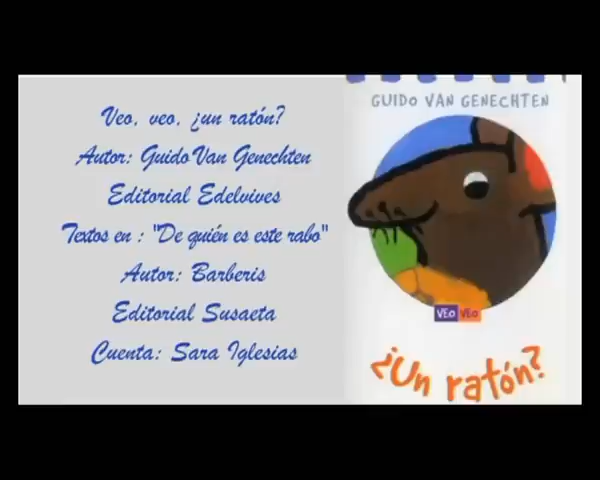 Veo, veo, ¿un ratón?
Autor: Guido Van Genechten
Editorial Edelvives
Textos en : "De quién es este rabo"
Autor: Barberis
Editorial Susaeta
Cuenta: Sara Iglesias
GUIDO VAN GENECHTEN
VEO VEO
¿Un ratón?